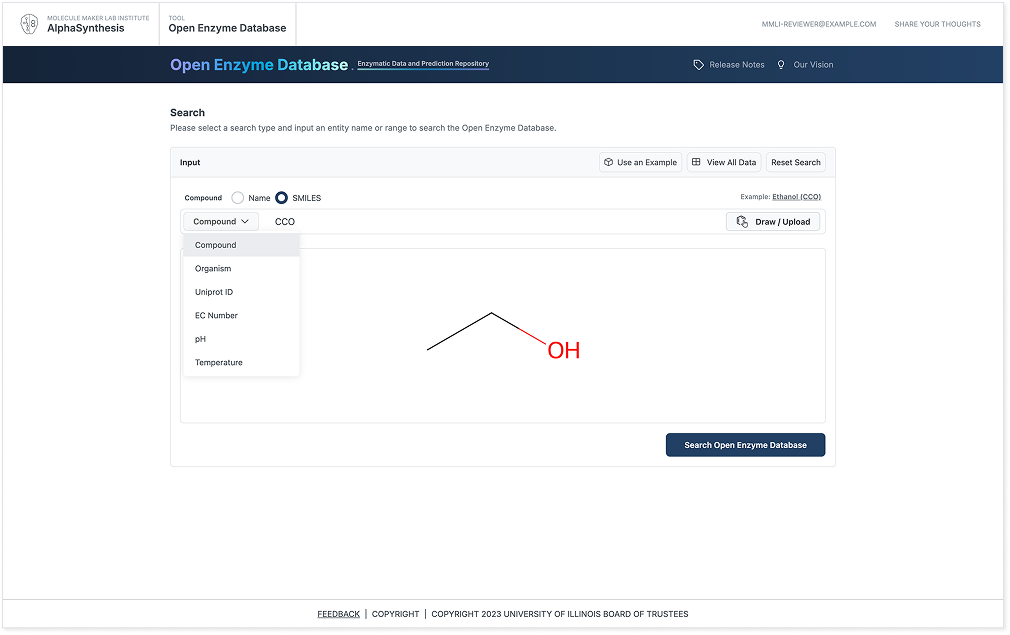 MOLECULE MAKER LAB INSTITUTE
AlphaSynthesis
TOOL
Open Enzyme Database
MMLI-REVIEWER@EXAMPLE.COM
SHARE YOUR THOUGHTS
Open Enzyme Database
Enzymatic Data and Prediction Repository
Release Notes
Our Vision
Search
Please select a search type and input an entity name or range to search the Open Enzyme Database.
Input
Use an Example
View All Data
Reset Search
Compound
Name
SMILES
Example: Ethanol (CCO)
Compound
CCO
Draw / Upload
Compound
Organism
Uniprot ID
EC Number
pH
Temperature
OH
Search Open Enzyme Database
FEEDBACK | COPYRIGHT | COPYRIGHT 2023 UNIVERSITY OF ILLINOIS BOARD OF TRUSTEES